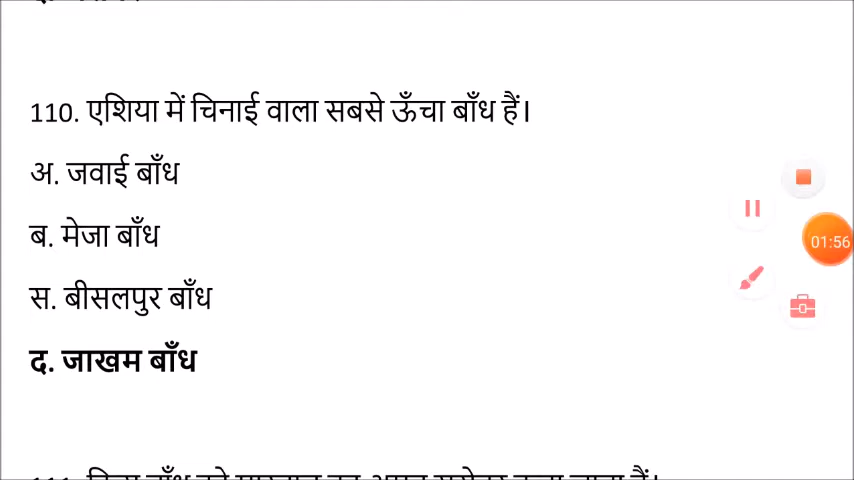 110. एशिया में चिनाई वाला सबसे ऊँचा बाँध हैं।
अ. जवाई बाँध
ब. मेजा बाँध
स. बीसलपुर बाँध
द. जाखम बाँध
01:56